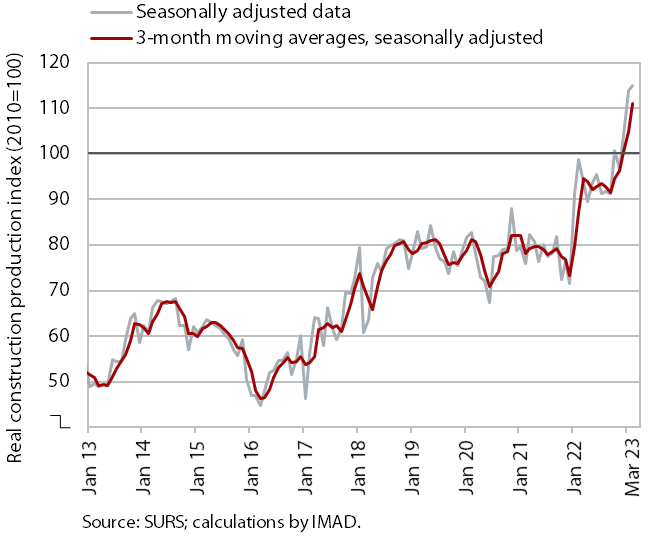 Seasonally adjusted data
3-month moving averages, seasonally adjusted
Real construction production index (2010=100)
120
110
100
90
80
70
60
50
Jan 13
Jan 14
Jan 15
Jan 16
Jan 17
Jan 18
Jan 19
Jan 20
Jan 21
Jan 22
Mar 23
Source: SURS; calculations by IMAD.